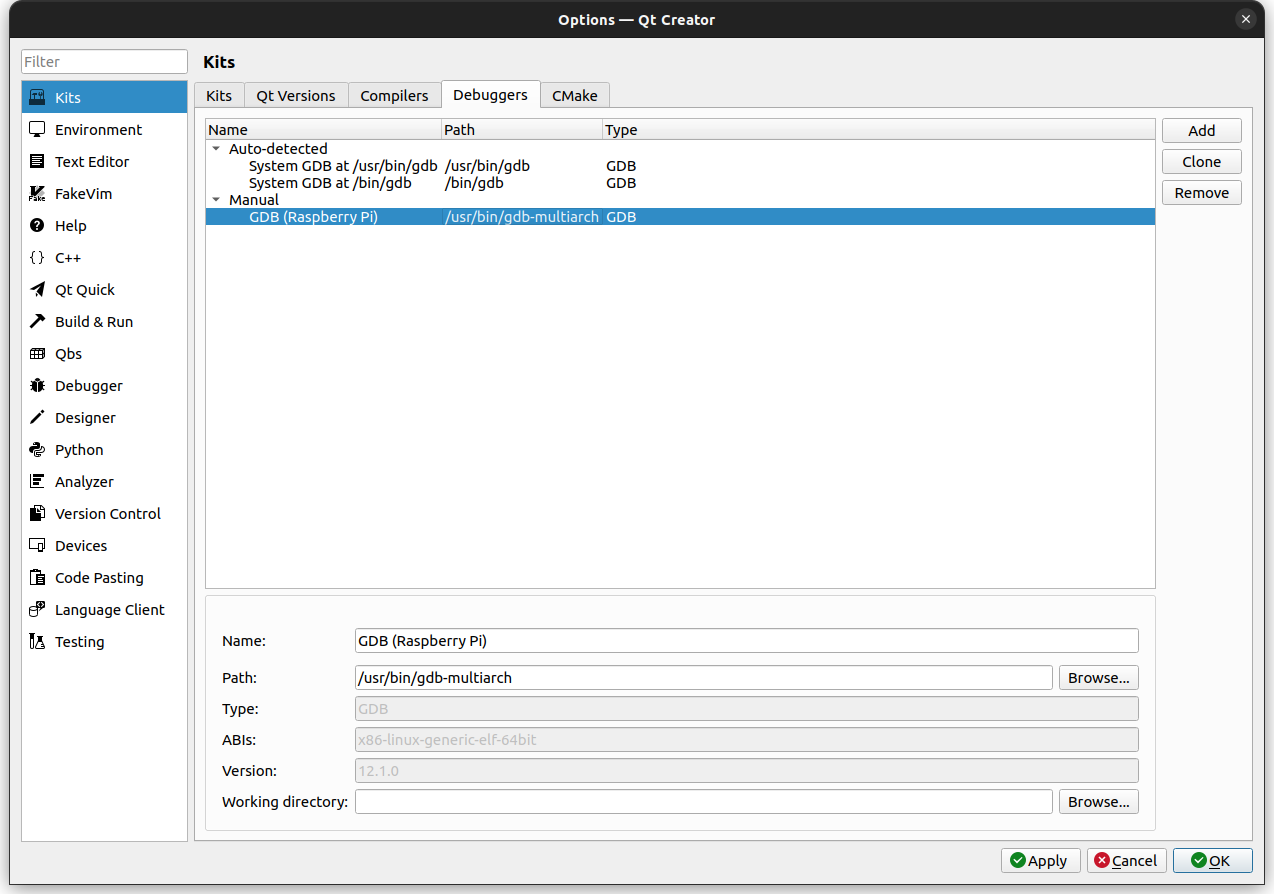 Options — Qt Creator
Filter
Kits
Environment
Text Editor
FakeVim
Help
C++
Qt Quick
Build & Run
Qbs
Debugger
Designer
Python
Analyzer
Version Control
Devices
Code Pasting
Language Client
Testing
Kits
Kits Qt Versions Compilers Debuggers CMake
Name Path Type
Auto-detected
System GDB at /usr/bin/gdb /usr/bin/gdb GDB
System GDB at /bin/gdb /bin/gdb GDB
Manual
GDB (Raspberry Pi) /usr/bin/gdb-multiarch GDB
Add
Clone
Remove
Name: GDB (Raspberry Pi)
Path: /usr/bin/gdb-multiarch Browse...
Type: GDB
ABIs: x86-linux-generic-elf-64bit
Version: 12.1.0
Working directory: Browse...
Apply Cancel OK